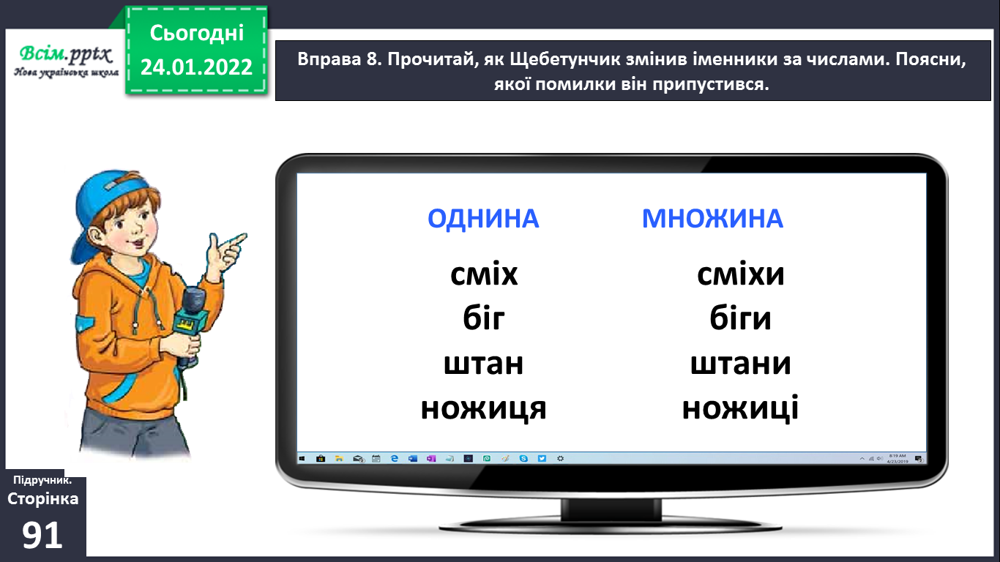 Всім.pptx
Нова українська школа
Сьогодні
24.01.2022
Вправа 8. Прочитай, як Щебетунчик змінив іменники за числами. Поясни,
якої помилки він припустився.
ОДНИНА МНОЖИНА
сміх сміхи
біг біги
штан штани
ножиця ножиці
8:19 AM
4/23/2019
Підручник.
Сторінка
91